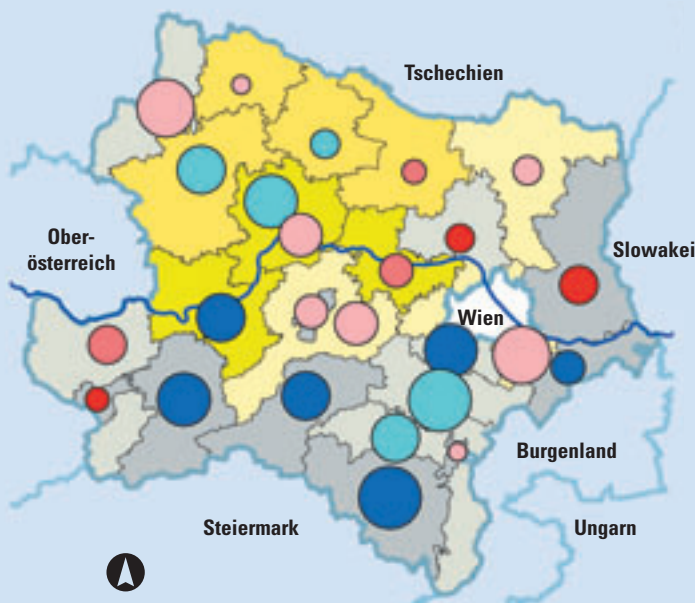 Tschechien
Ober-
österreich
Slowakei
Wien
Burgenland
Steiermark
Ungarn